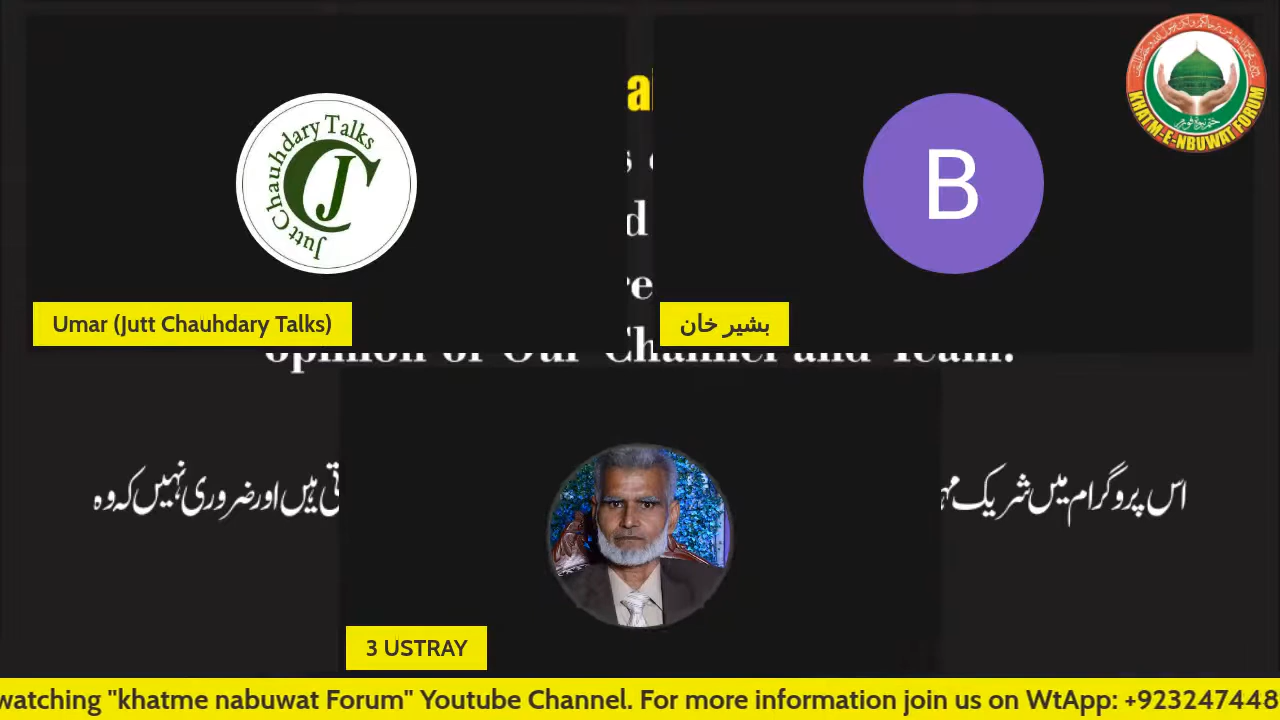 Jutt Chauhdary Talks
CJ
B
KHATM-E-NBUWAT FORUM
Umar (Jutt Chauhdary Talks)
بشیر خان
opinion of Our Channel and Team.
اس پروگرام میں شریک
ہیں اور ضروری نہیں کہ وہ
3 USTRAY
watching "khatme nabuwat Forum" Youtube Channel. For more information join us on WtApp: +923247448